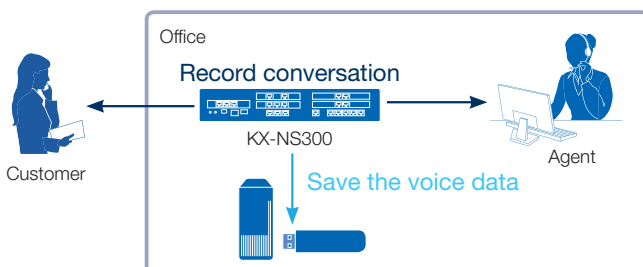 Office
Record conversation
KX-NS300
Customer
Agent
Save the voice data